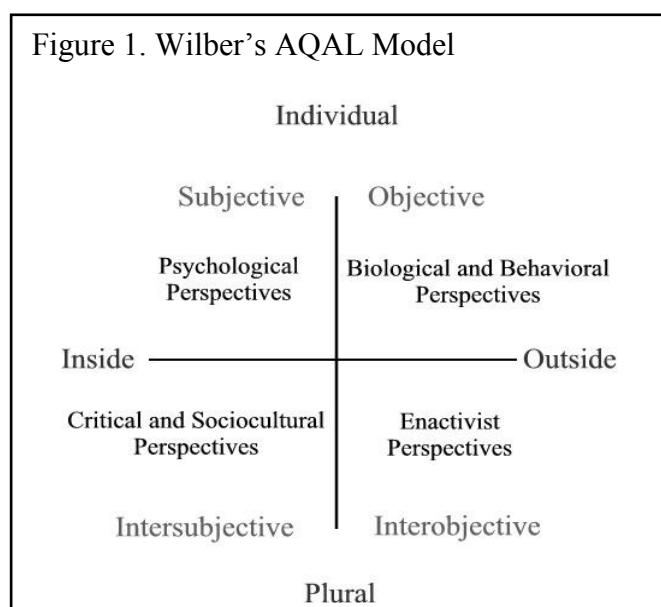 Figure 1. Wilber’s AQAL Model
Individual
Subjective
Objective
Psychological
Perspectives
Biological and Behavioral
Perspectives
Inside
Outside
Critical and Sociocultural
Perspectives
Enactivist
Perspectives
Intersubjective
Interobjective
Plural